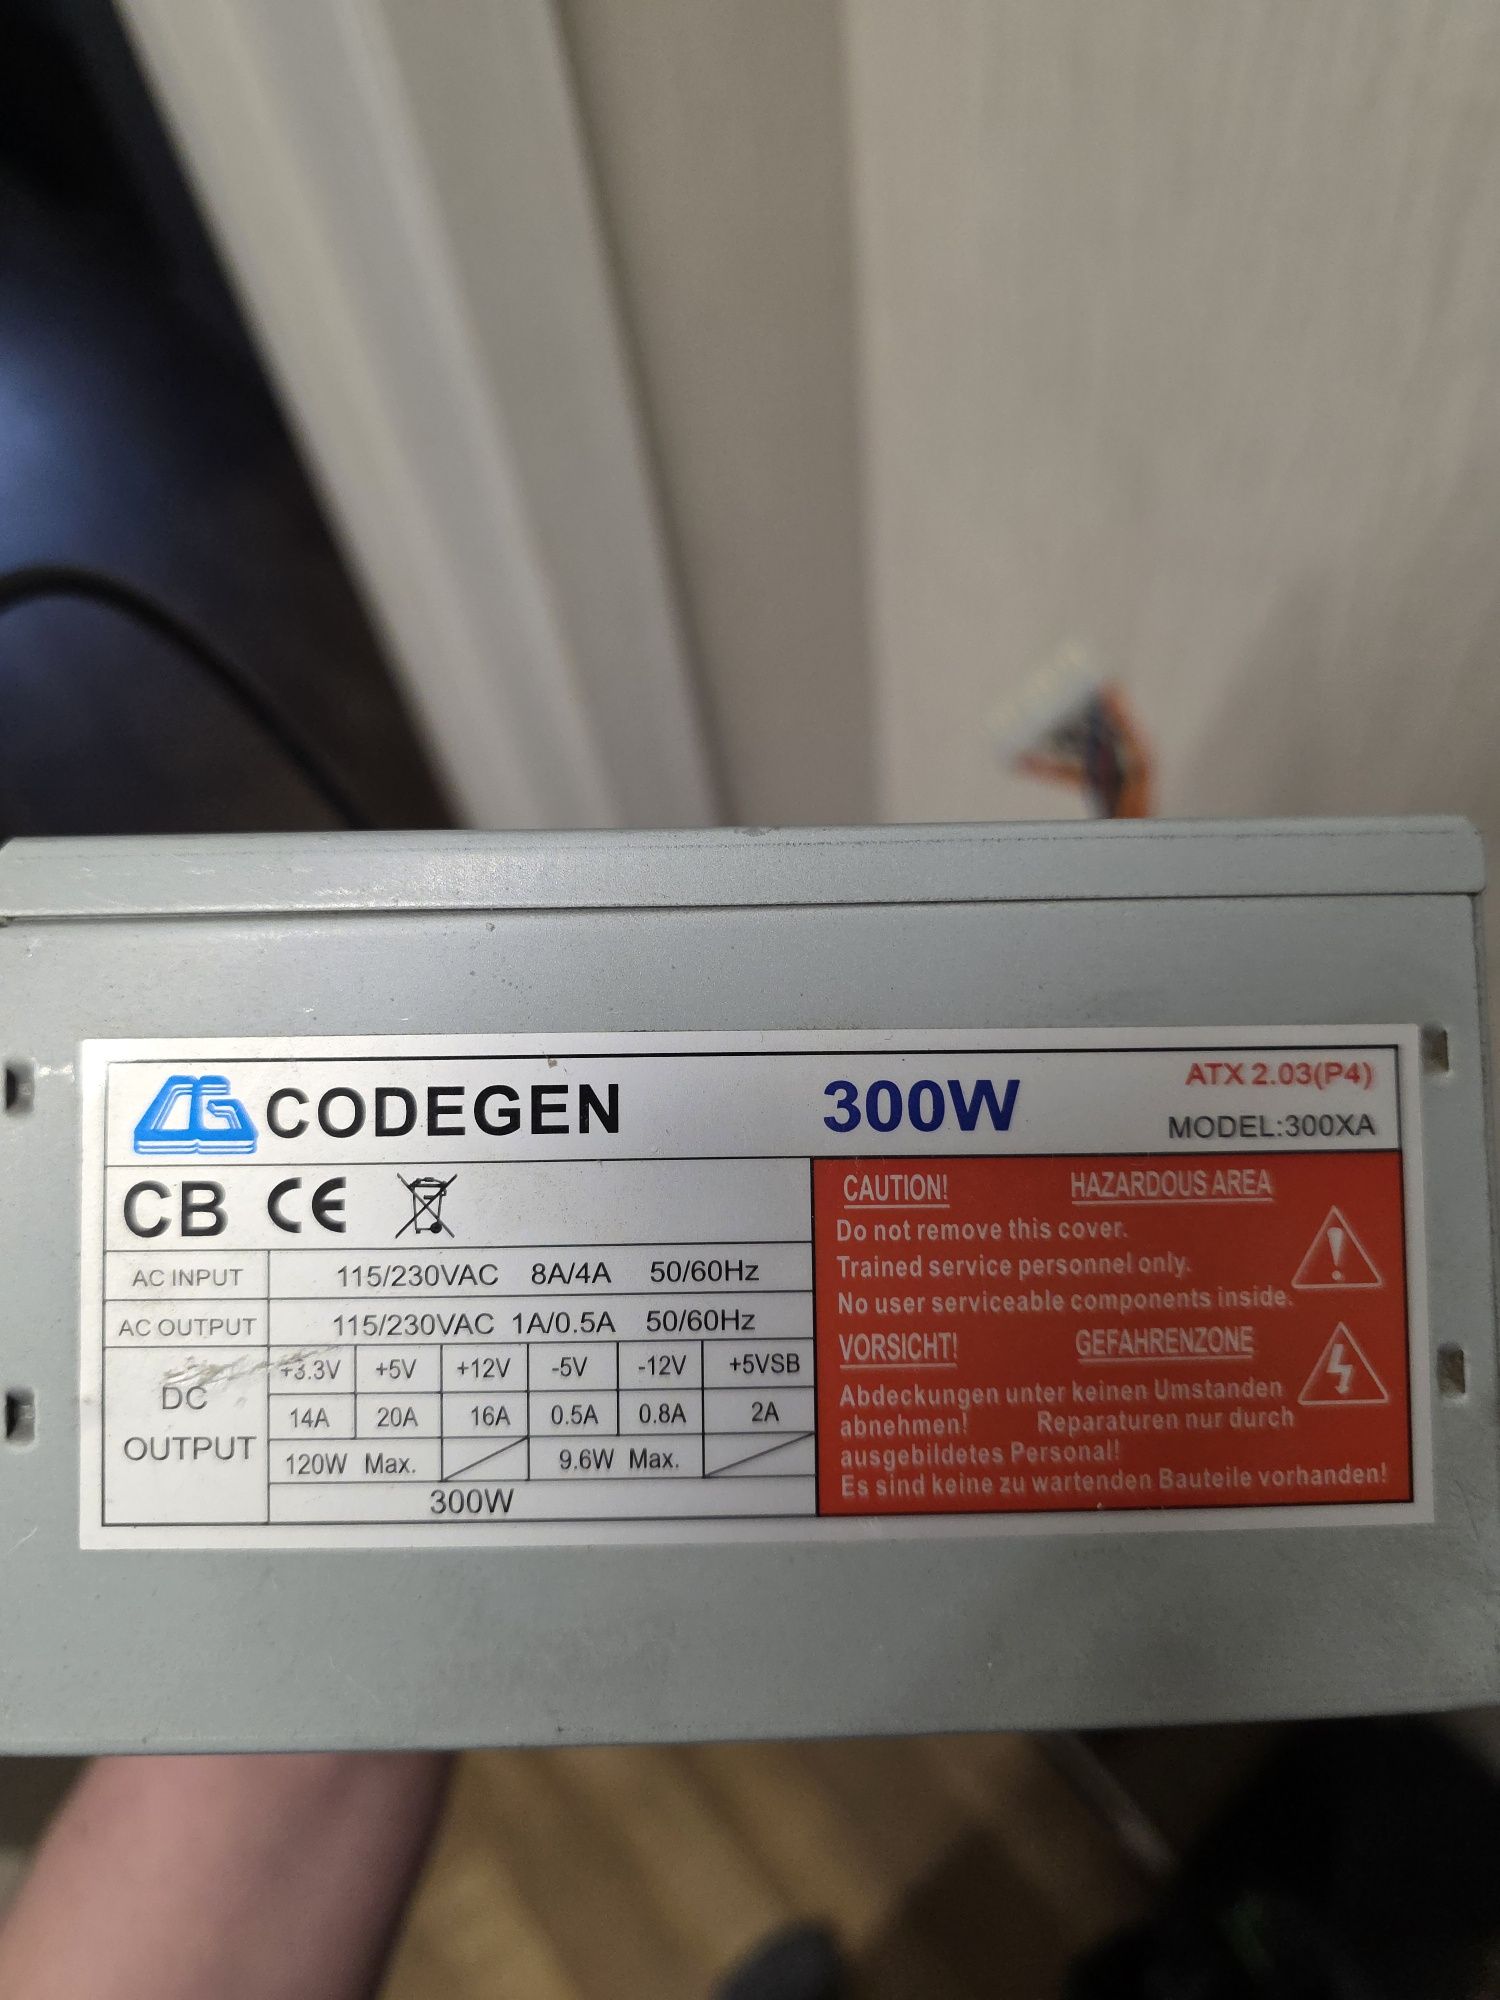 CG CODEGEN 300W ATX 2.03(P4)
MODEL:300XA
CB CE
AC INPUT 115/230VAC 8A/4A 50/60Hz
AC OUTPUT 115/230VAC 1A/0.5A 50/60Hz
DC OUTPUT
+3.3V +5V +12V -5V -12V +5VSB
14A 20A 16A 0.5A 0.8A 2A
120W Max. 9.6W Max.
300W
CAUTION! HAZARDOUS AREA
Do not remove this cover.
Trained service personnel only.
No user serviceable components inside.
VORSICHT! GEFAHRENZONE
Abdeckungen unter keinen Umstanden
abnehmen! Reparaturen nur durch
ausgebildetes Personal!
Es sind keine zu wartenden Bauteile vorhanden!